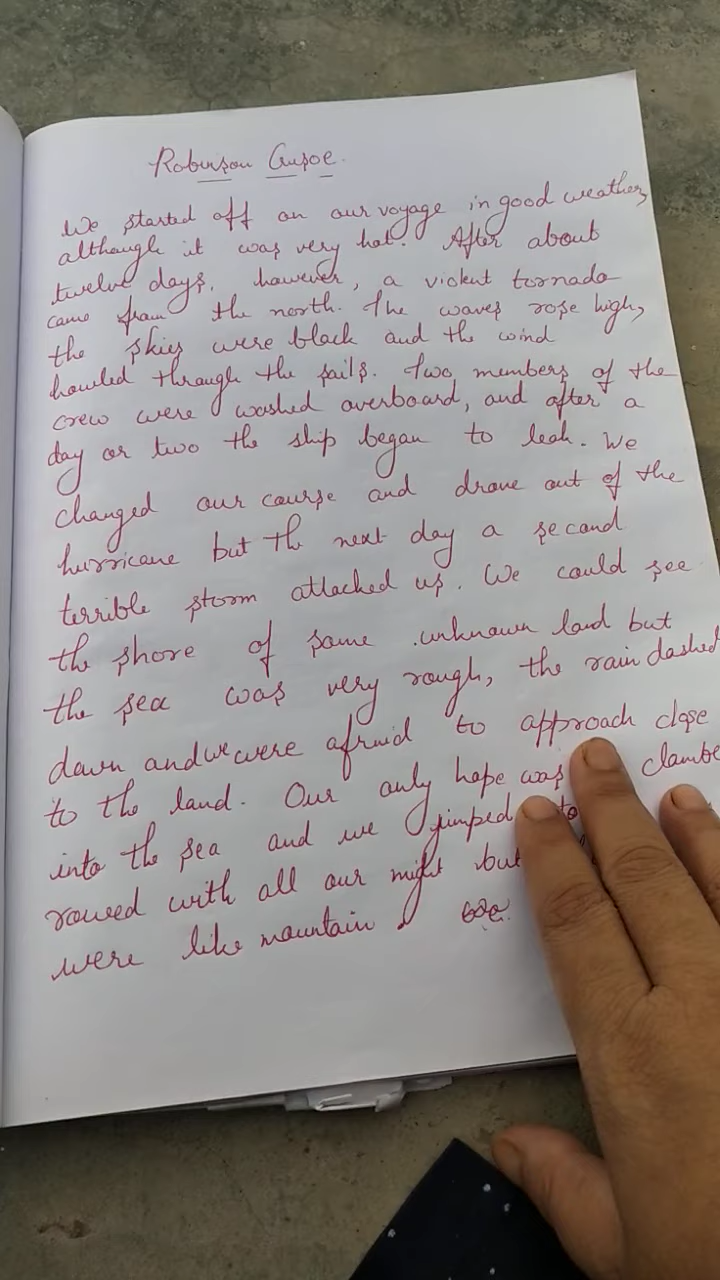 Robinson Cusoe.
We started off on our voyage in good weather,
although it was very hot. After about
twelve days, however, a violent tornado
came from the north. The waves rose high,
the skies were black and the wind
howled through the sails. Two members of the
crew were washed overboard, and after a
day or two the ship began to leak. We
changed our course and drove out of the
hurricane but the next day a second
terrible storm attacked us. We could see
the shore of some unknown land but
the sea was very rough, the rain dashed
down and we were afraid to approach close
to the land. Our only hope was clambe
into the sea and we jimped to
rowed with all our might but
were like mountain